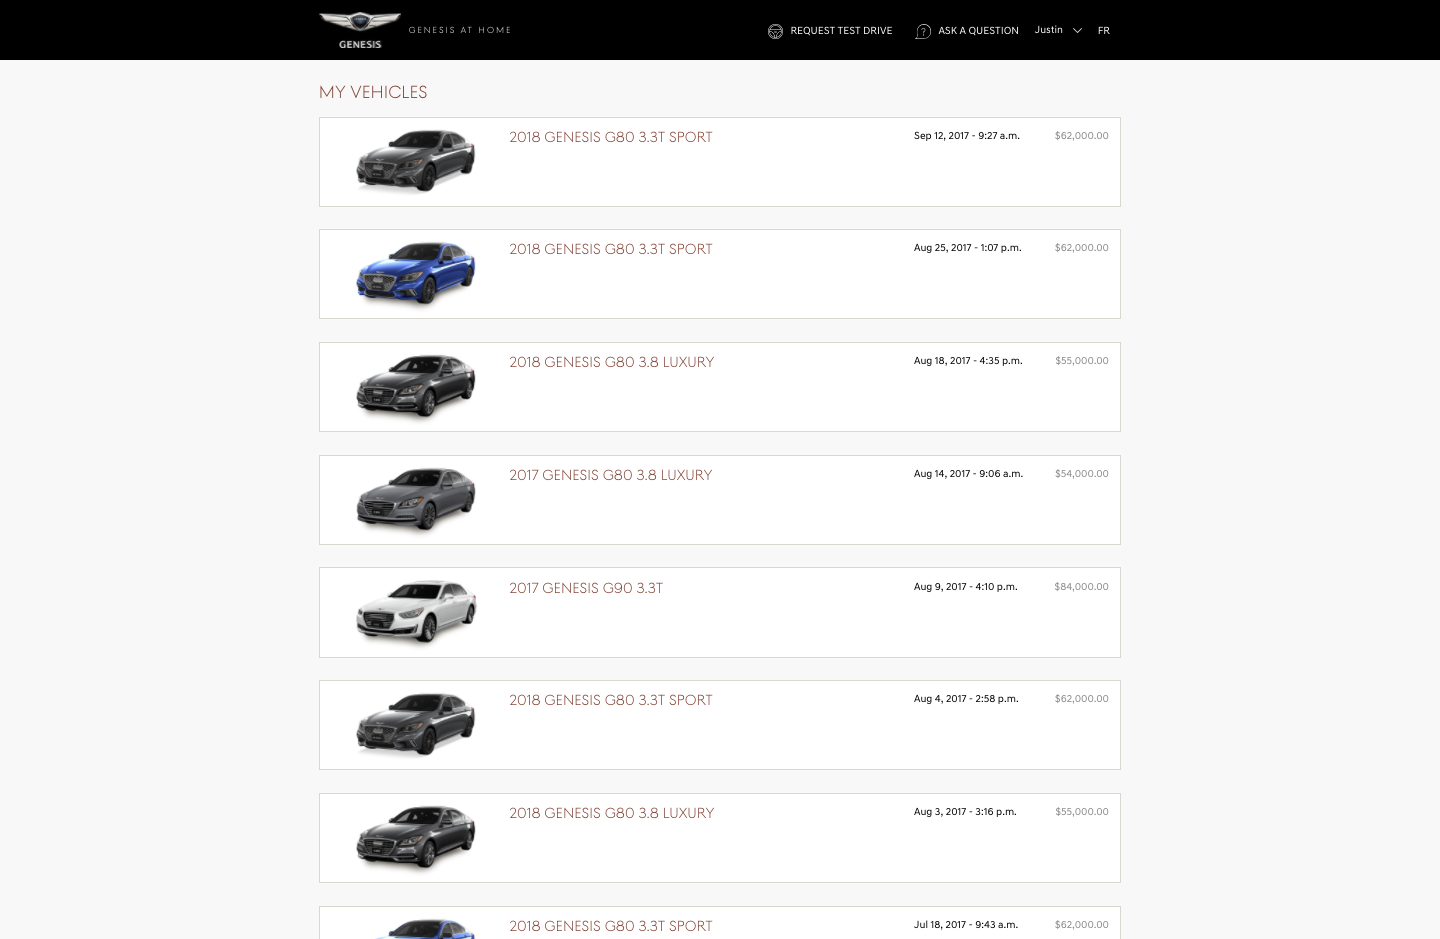 GENESIS
GENESIS AT HOME
REQUEST TEST DRIVE
ASK A QUESTION
Justin
FR
MY VEHICLES
2018 GENESIS G80 3.3T SPORT
Sep 12, 2017 - 9:27 a.m.
$62,000.00
2018 GENESIS G80 3.3T SPORT
Aug 25, 2017 - 1:07 p.m.
$62,000.00
2018 GENESIS G80 3.8 LUXURY
Aug 18, 2017 - 4:35 p.m.
$55,000.00
2017 GENESIS G80 3.8 LUXURY
Aug 14, 2017 - 9:06 a.m.
$54,000.00
2017 GENESIS G90 3.3T
Aug 9, 2017 - 4:10 p.m.
$84,000.00
2018 GENESIS G80 3.3T SPORT
Aug 4, 2017 - 2:58 p.m.
$62,000.00
2018 GENESIS G80 3.8 LUXURY
Aug 3, 2017 - 3:16 p.m.
$55,000.00
2018 GENESIS G80 3.3T SPORT
Jul 18, 2017 - 9:43 a.m.
$62,000.00